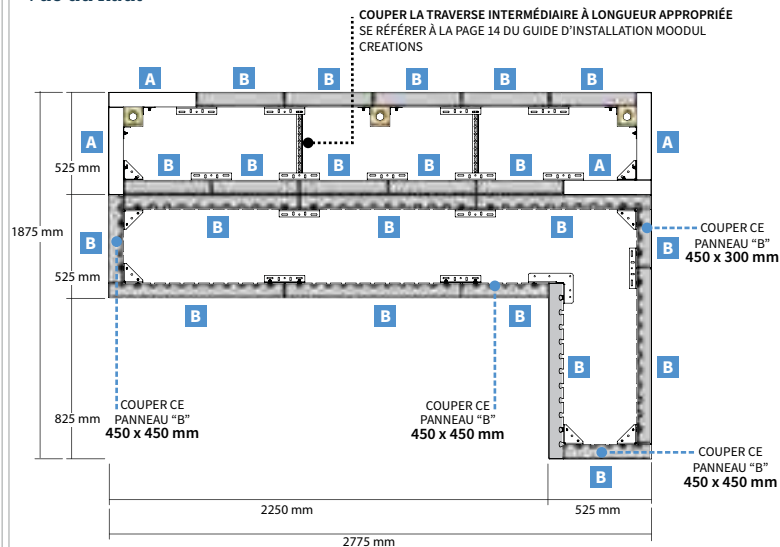 COUPER LA TRAVERSE INTERMÉDIAIRE À LONGUEUR APPROPRIÉE
SE RÉFÉRER À LA PAGE 14 DU GUIDE D'INSTALLATION MOODUL
CREATIONS
A B B B B B
A A
525 mm
B B B B B A
1875 mm
B B B
B B
COUPER CE
PANNEAU "B"
450 x 300 mm
525 mm
B B B
B B
COUPER CE
PANNEAU "B"
450 x 450 mm
COUPER CE
PANNEAU "B"
450 x 450 mm
825 mm
COUPER CE
PANNEAU "B"
450 x 450 mm
B
2250 mm 525 mm
2775 mm